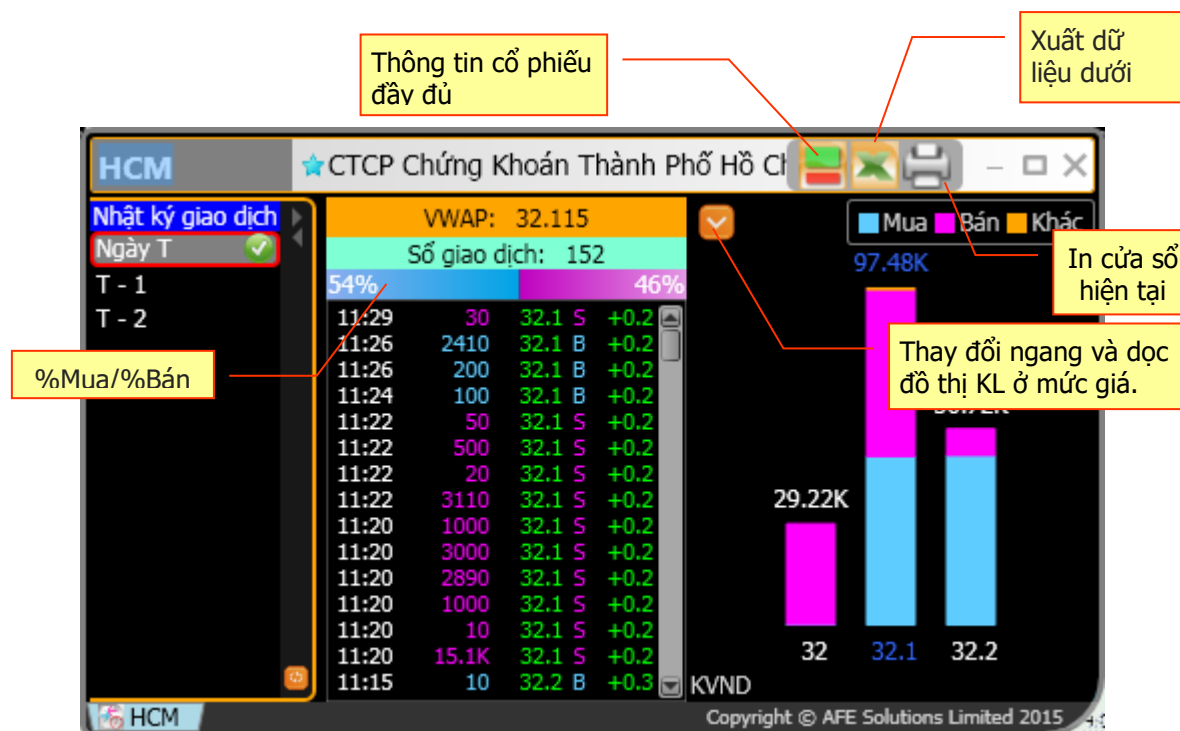 Thông tin cổ phiếu
đầy đủ
Xuất dữ
liệu dưới
HCM
CTCP Chứng Khoán Thành Phố Hồ
Nhật ký giao dịch
Ngày T
T - 1
T - 2
VWAP: 32.115
Số giao dịch: 152
54% 46%
11:29 30 32.1 S +0.2
11:26 2410 32.1 B +0.2
11:26 200 32.1 B +0.2
11:24 100 32.1 B +0.2
11:22 50 32.1 S +0.2
11:22 500 32.1 S +0.2
11:22 20 32.1 S +0.2
11:22 3110 32.1 S +0.2
11:20 1000 32.1 S +0.2
11:20 3000 32.1 S +0.2
11:20 2890 32.1 S +0.2
11:20 1000 32.1 S +0.2
11:20 10 32.1 S +0.2
11:20 15.1K 32.1 S +0.2
11:15 10 32.2 B +0.3
Mua Bán Khác
97.48K
In cửa sổ
hiện tại
Thay đổi ngang và dọc
đồ thị KL ở mức giá.
%Mua/%Bán
29.22K
32 32.1 32.2
KVND
HCM
Copyright © AFE Solutions Limited 2015